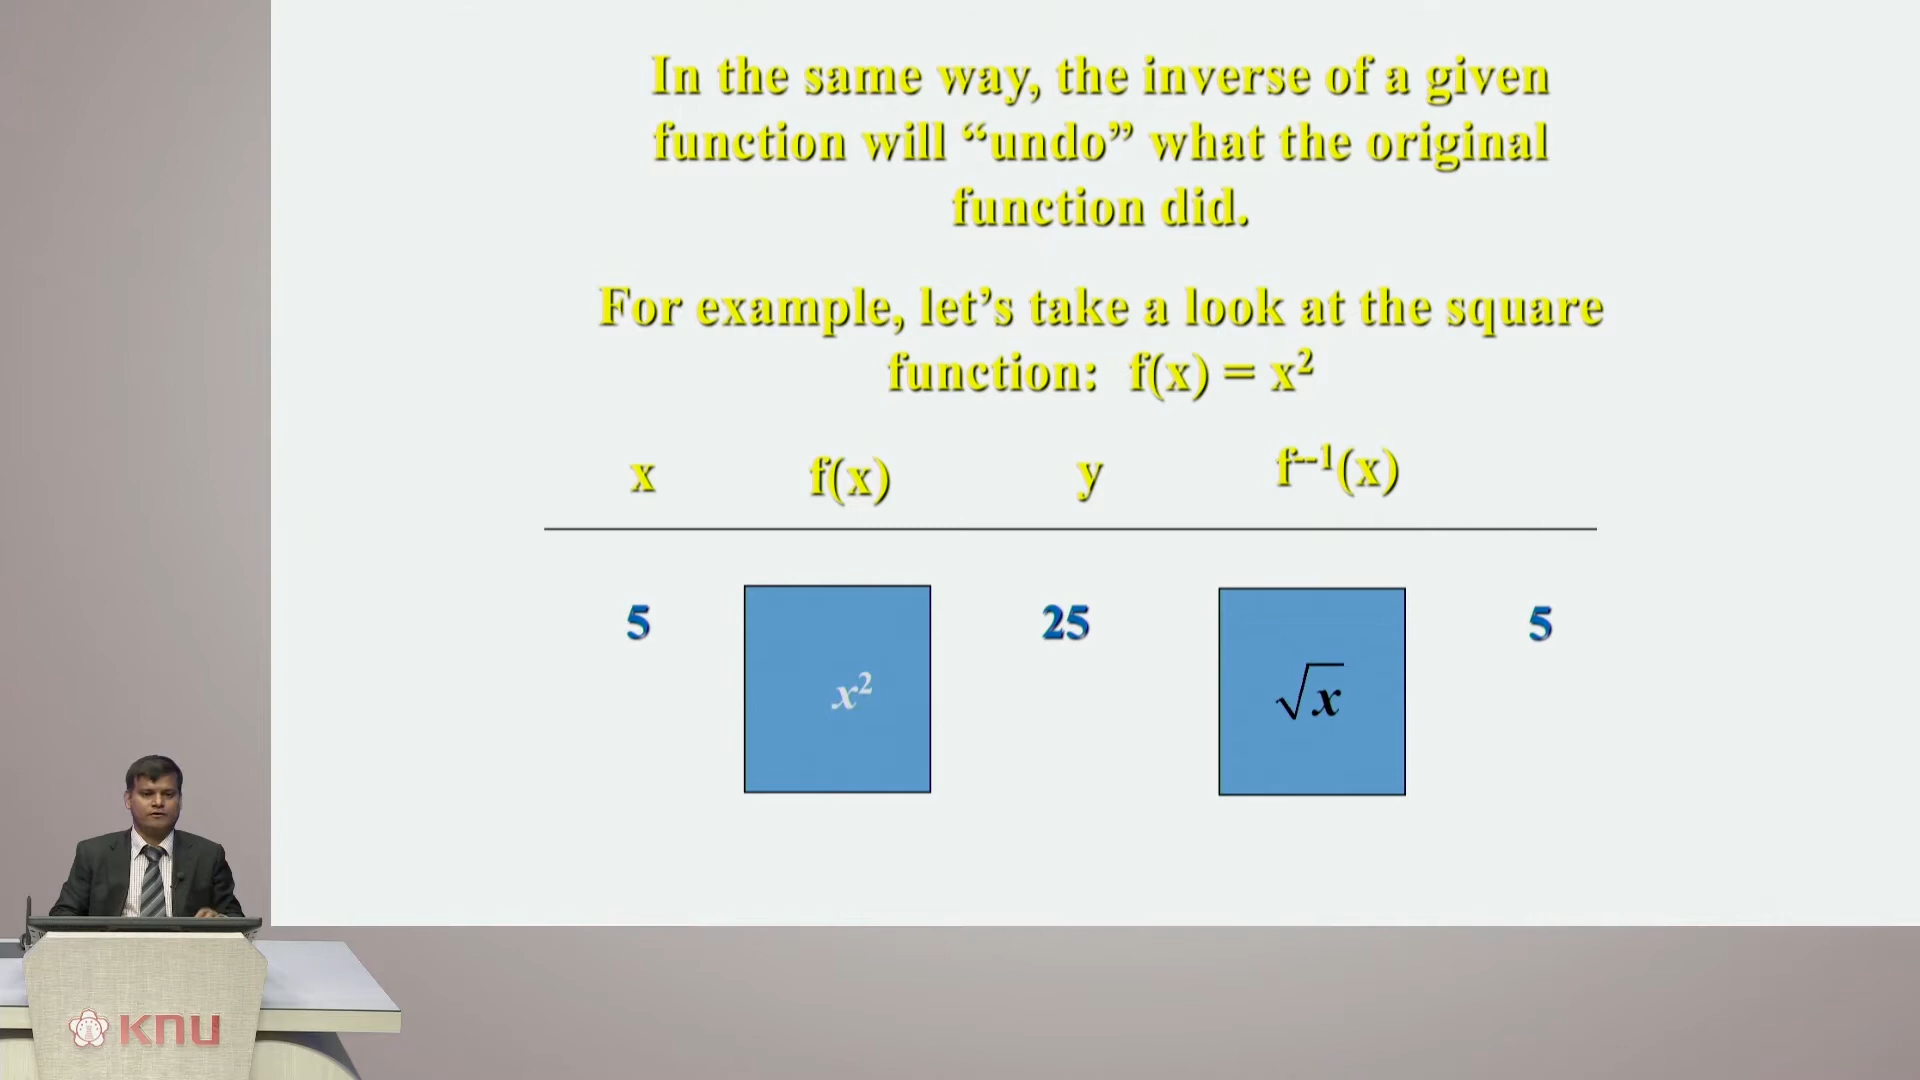 In the same way, the inverse of a given
function will “undo” what the original
function did.
For example, let’s take a look at the square
function: f(x) = x²
x f(x) y f⁻¹(x)
5 x² 25 √x 5
KNU